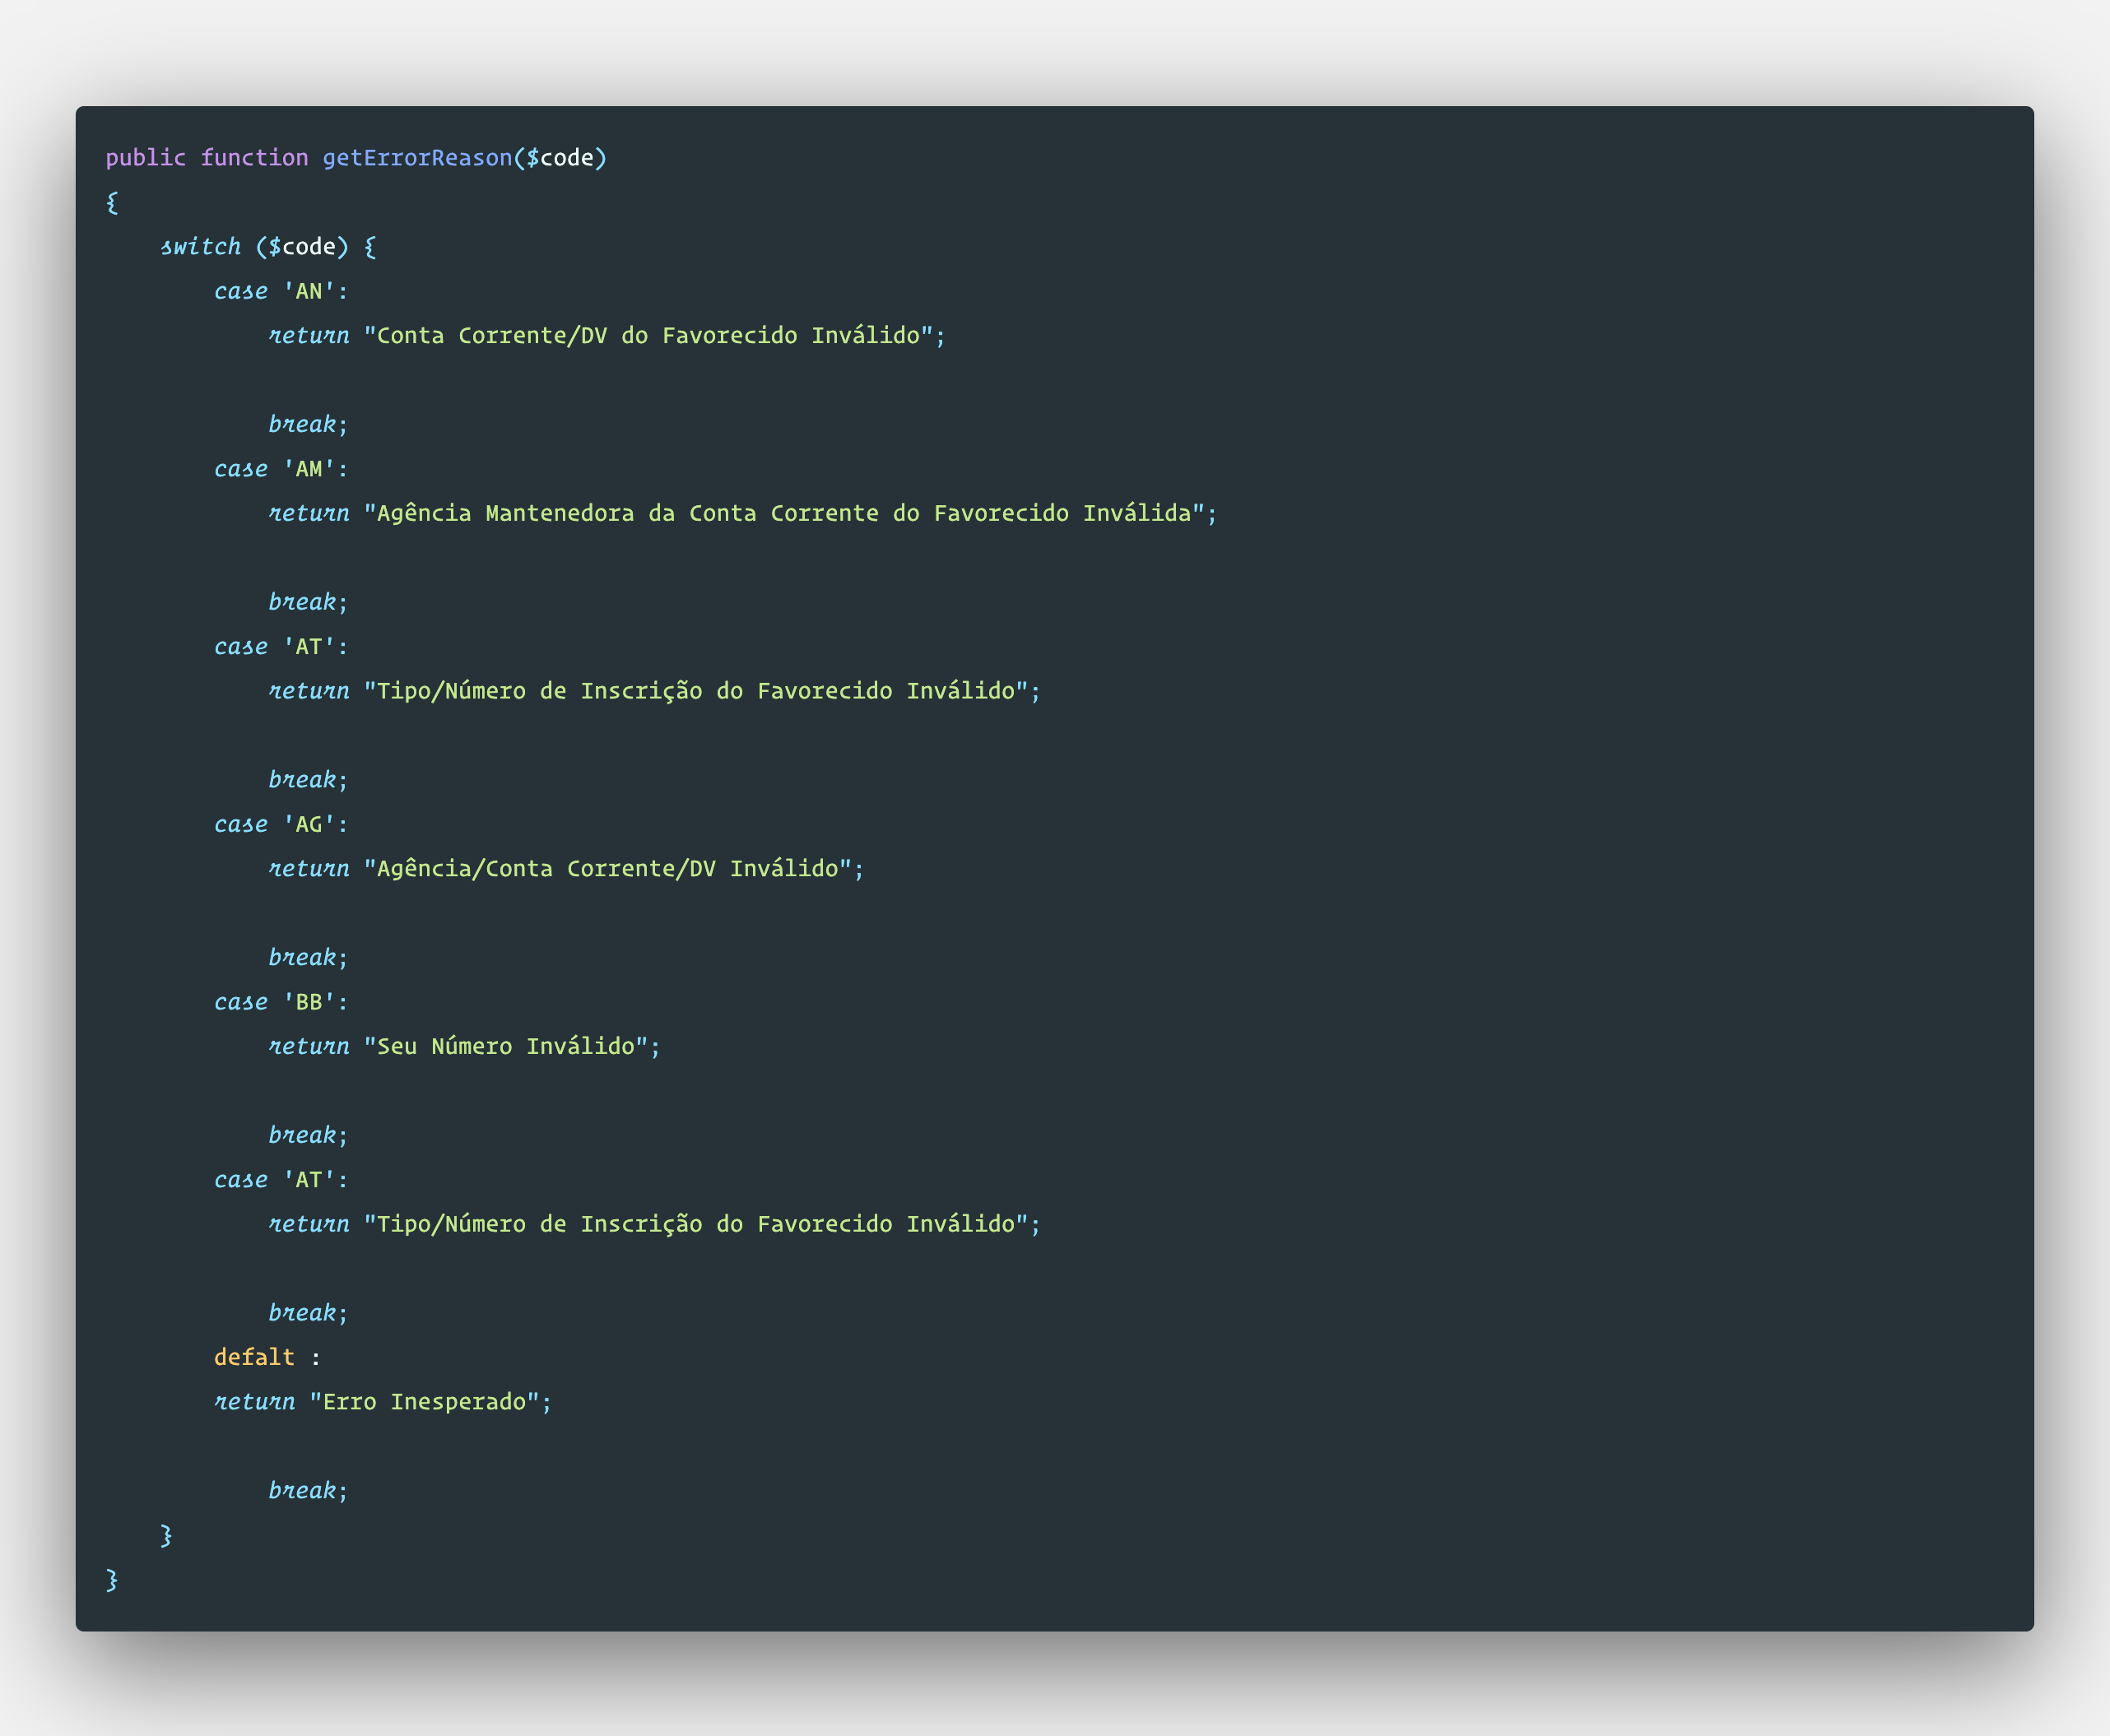 public function getErrorReason($code)
{
    switch ($code) {
        case 'AN':
            return "Conta Corrente/DV do Favorecido Inválido";

            break;
        case 'AM':
            return "Agência Mantenedora da Conta Corrente do Favorecido Inválida";

            break;
        case 'AT':
            return "Tipo/Número de Inscrição do Favorecido Inválido";

            break;
        case 'AG':
            return "Agência/Conta Corrente/DV Inválido";

            break;
        case 'BB':
            return "Seu Número Inválido";

            break;
        case 'AT':
            return "Tipo/Número de Inscrição do Favorecido Inválido";

            break;
        defalt :
        return "Erro Inesperado";

            break;
    }
}